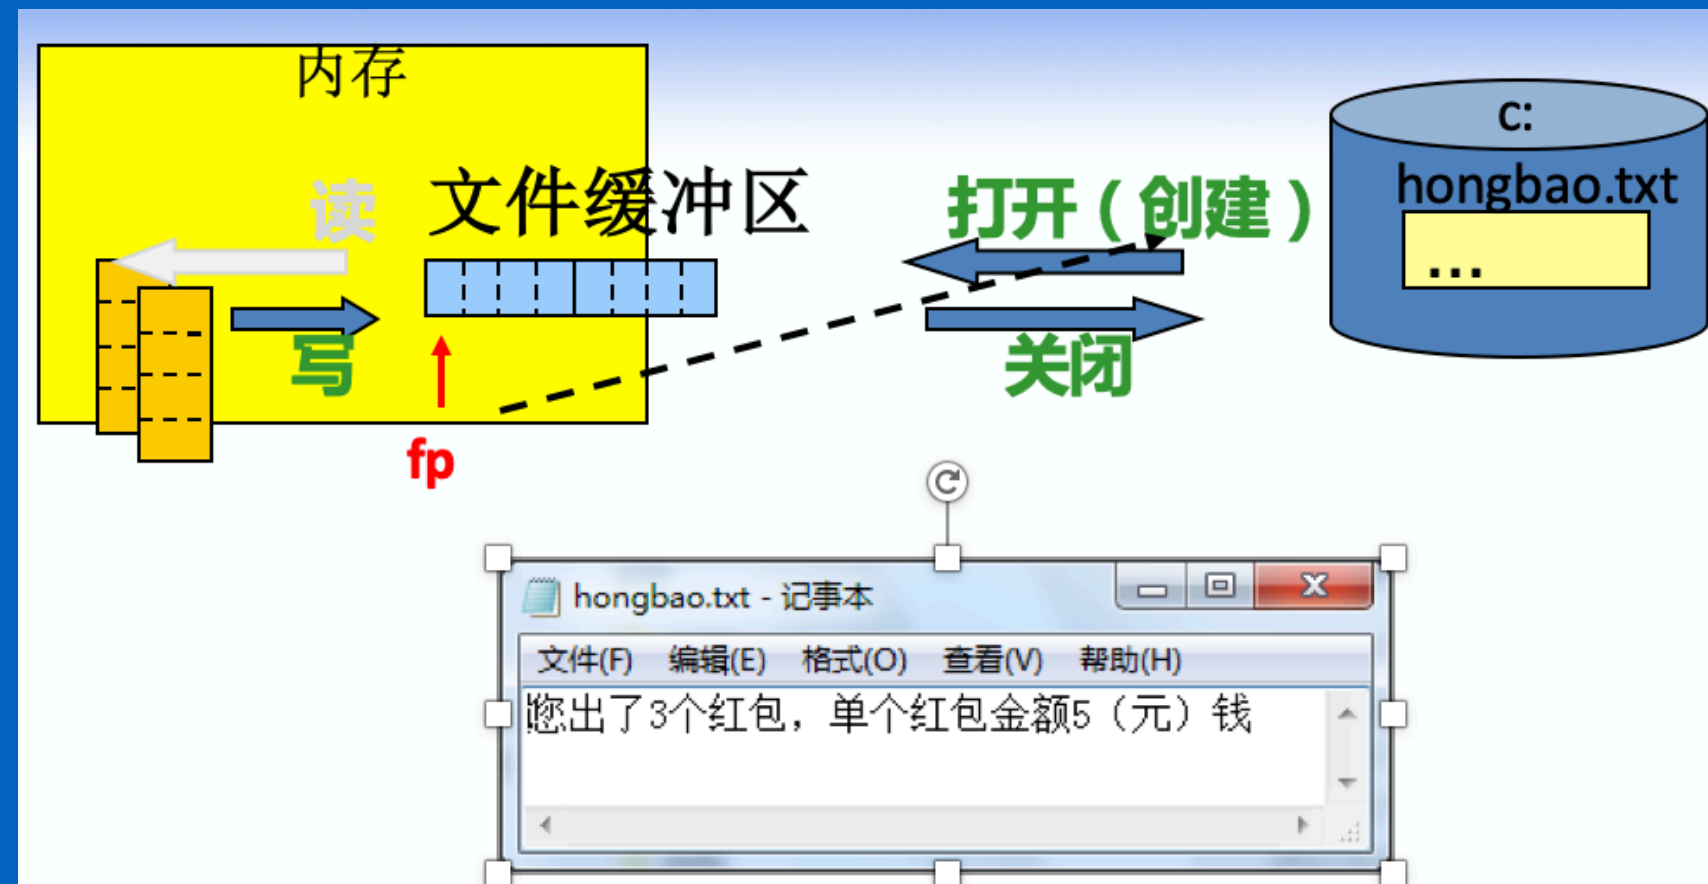 内存
C:
hongbao.txt
...
读
文件缓冲区
打开（创建）
写
关闭
fp
hongbao.txt - 记事本
文件(F) 编辑(E) 格式(O) 查看(V) 帮助(H)
您出了3个红包，单个红包金额5（元）钱